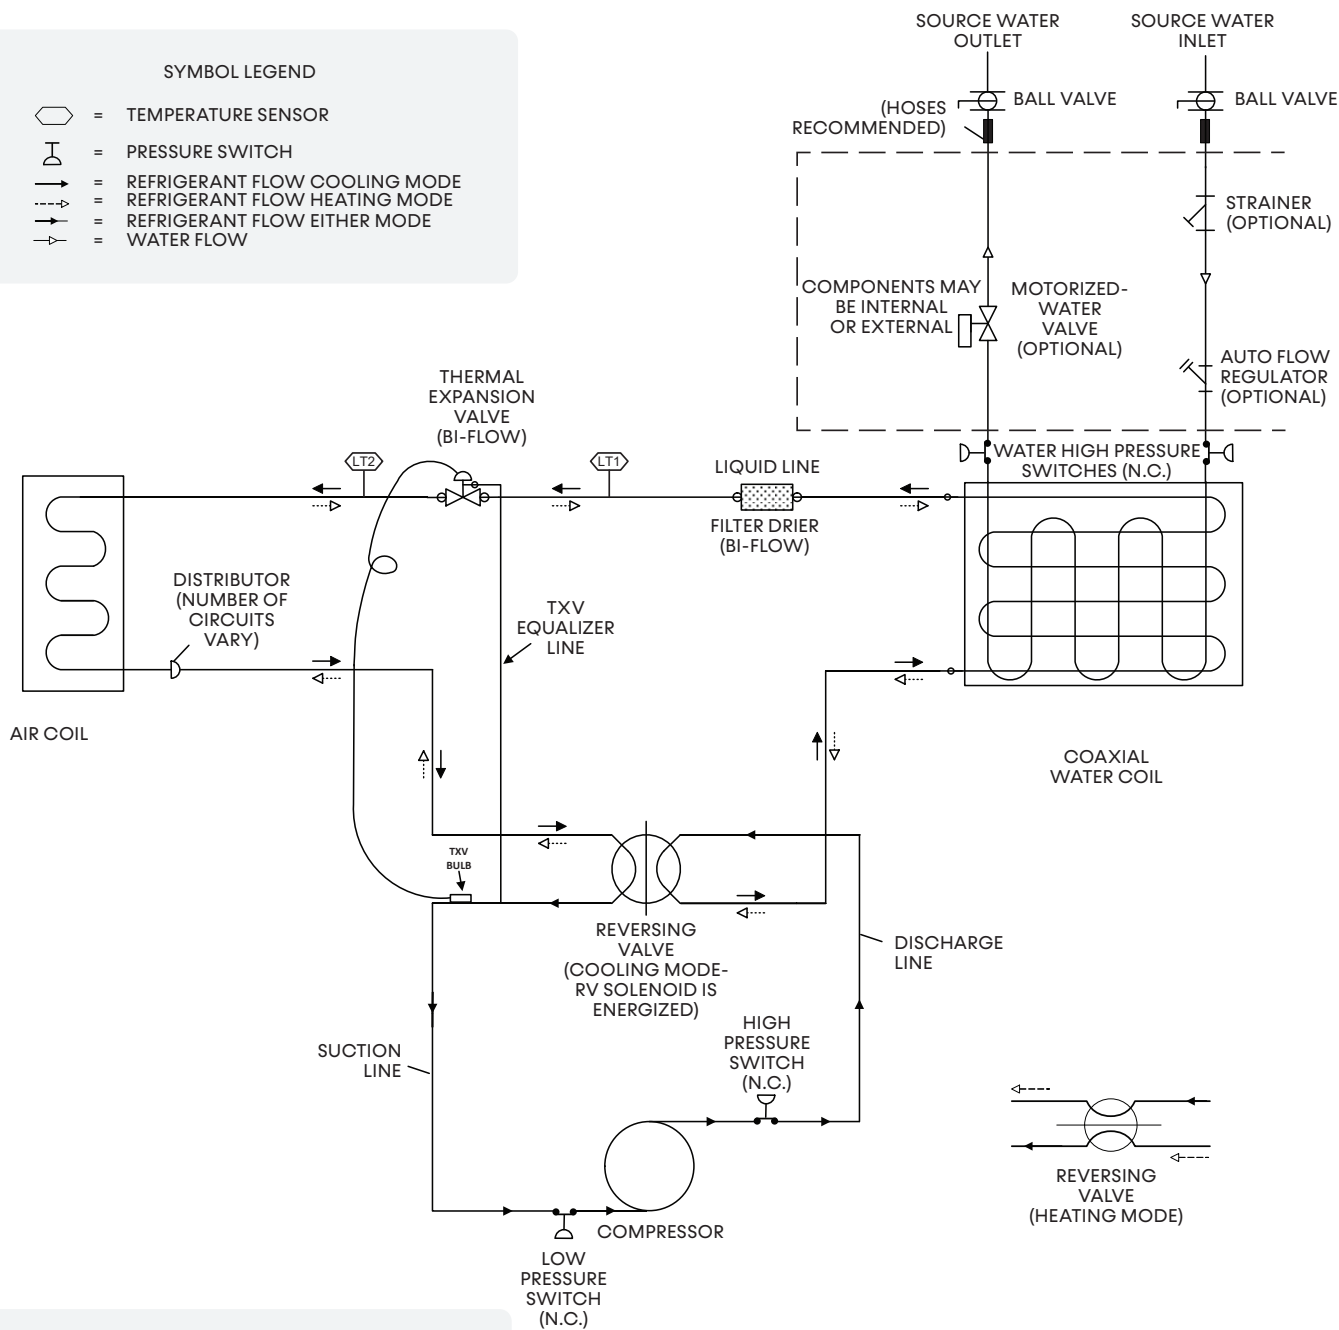 SOURCE WATER
OUTLET
SOURCE WATER
INLET
SYMBOL LEGEND
= TEMPERATURE SENSOR
= PRESSURE SWITCH
= REFRIGERANT FLOW COOLING MODE
= REFRIGERANT FLOW HEATING MODE
= REFRIGERANT FLOW EITHER MODE
= WATER FLOW
(HOSES
RECOMMENDED)
BALL VALVE
BALL VALVE
STRAINER
(OPTIONAL)
COMPONENTS MAY
BE INTERNAL
OR EXTERNAL
MOTORIZED-
WATER
VALVE
(OPTIONAL)
AUTO FLOW
REGULATOR
(OPTIONAL)
WATER HIGH PRESSURE
SWITCHES (N.C.)
THERMAL
EXPANSION
VALVE
(BI-FLOW)
LT2
LT1
LIQUID LINE
FILTER DRIER
(BI-FLOW)
DISTRIBUTOR
(NUMBER OF
CIRCUITS
VARY)
TXV
EQUALIZER
LINE
AIR COIL
COAXIAL
WATER COIL
TXV
BULB
REVERSING
VALVE
(COOLING MODE-
RV SOLENOID IS
ENERGIZED)
DISCHARGE
LINE
SUCTION
LINE
HIGH
PRESSURE
SWITCH
(N.C.)
COMPRESSOR
LOW
PRESSURE
SWITCH
(N.C.)
REVERSING
VALVE
(HEATING MODE)